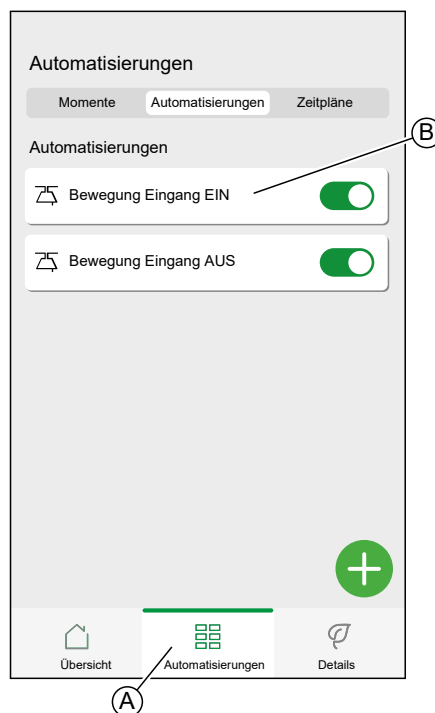 Automatisierungen
Momente Automatisierungen Zeitpläne
B
Automatisierungen
Bewegung Eingang EIN
Bewegung Eingang AUS
Übersicht Automatisierungen Details
A